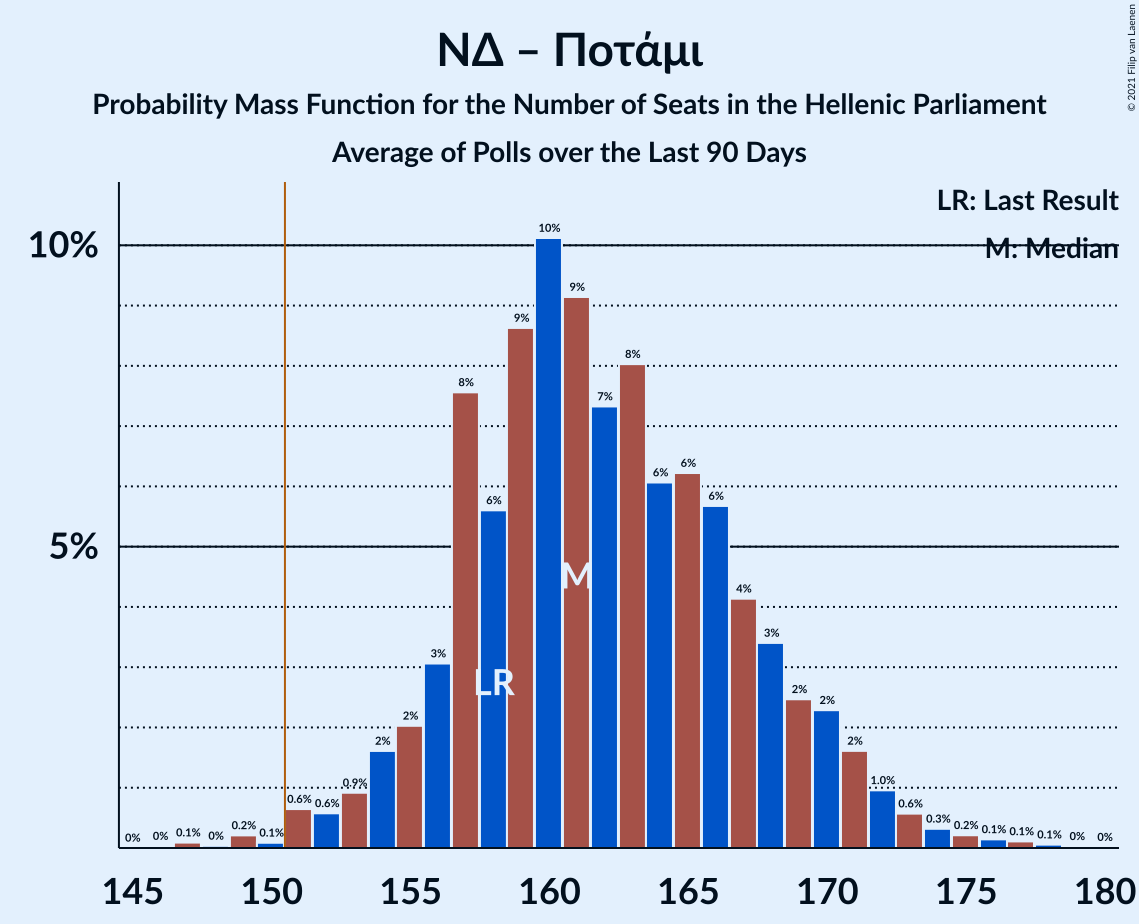 ΝΔ – Ποτάμι
Probability Mass Function for the Number of Seats in the Hellenic Parliament
Average of Polls over the Last 90 Days
© 2021 Filip van Laenen
LR: Last Result
M: Median
10%
5%
0% 0% 0.1% 0% 0.2% 0.1% 0.6% 0.6% 0.9% 2% 2% 3% 8% 6% 9% 10% 9% 7% 8% 6% 6% 6% 4% 3% 2% 2% 2% 1.0% 0.6% 0.3% 0.2% 0.1% 0.1% 0.1% 0% 0%
M
LR
145 150 155 160 165 170 175 180